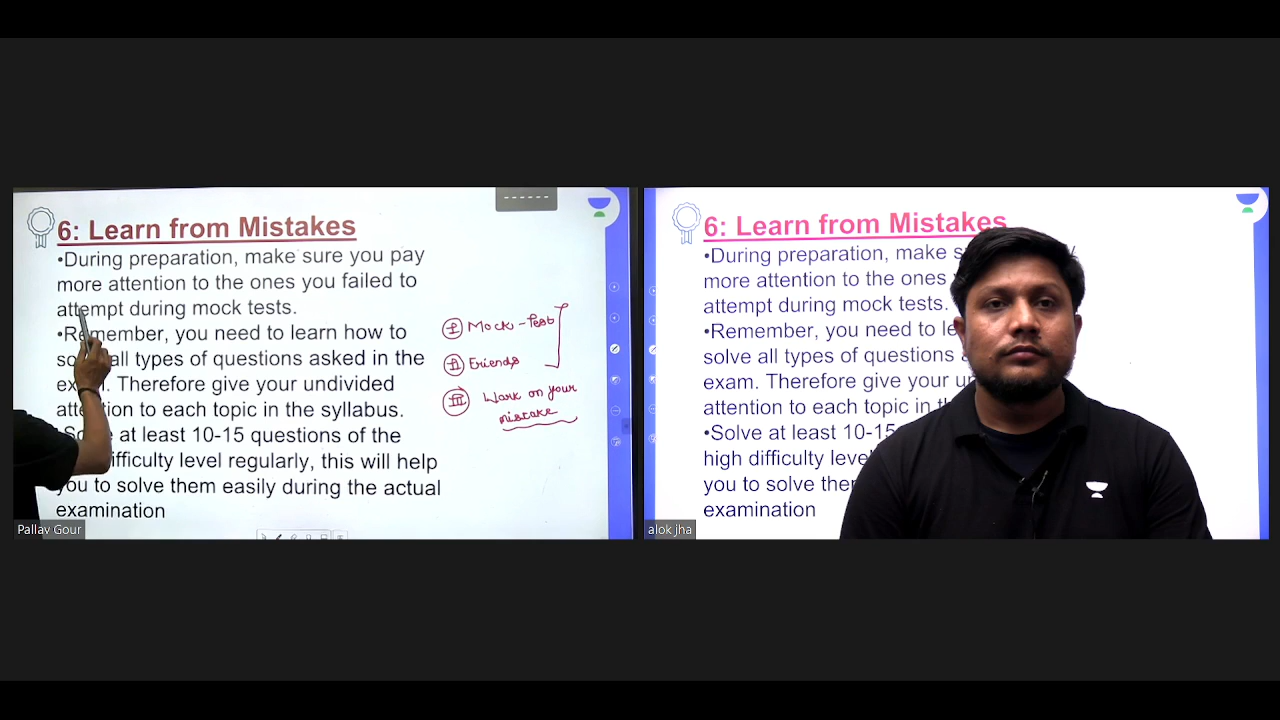 6: Learn from Mistakes
•During preparation, make sure you pay
more attention to the ones you failed to
attempt during mock tests.
•Remember, you need to learn how to
all types of questions asked in the
Therefore give your undivided
to each topic in the syllabus.
at least 10-15 questions of the
difficulty level regularly, this will help
you to solve them easily during the actual
examination
I Mock-Test
II Friends
III Work on your
mistake
Pallav Gour
6: Learn from Mistakes
•During preparation, make
more attention to the ones
attempt during mock tests.
•Remember, you need to
solve all types of questions
exam. Therefore give your
attention to each topic in
•Solve at least 10-15
high difficulty
you to solve
examination
alok jha